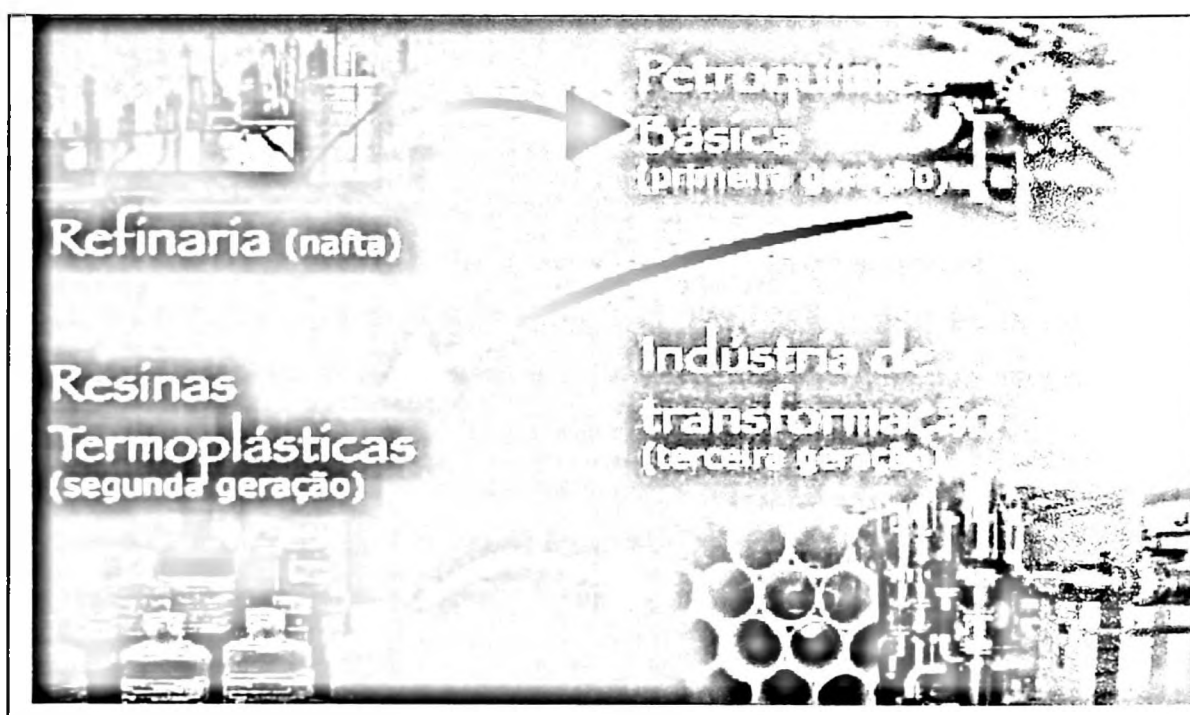 Refinaria (nafta)
Petroquímica
Básica
(primeira geração)
Resinas
Termoplásticas
(segunda geração)
Indústria de
transformação
(terceira geração)